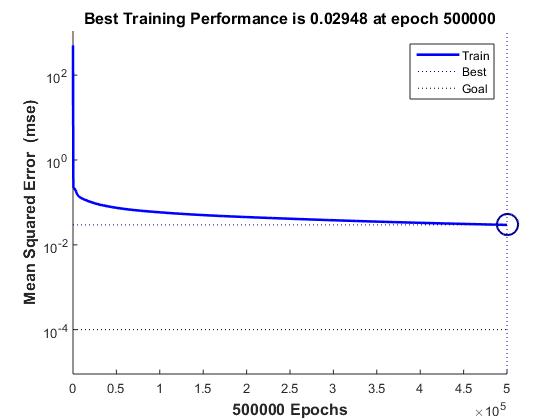 Best Training Performance is 0.02948 at epoch 500000
Train
Best
Goal
Mean Squared Error (mse)
10^2
10^0
10^-2
10^-4
0 0.5 1 1.5 2 2.5 3 3.5 4 4.5 5
×10^5
500000 Epochs